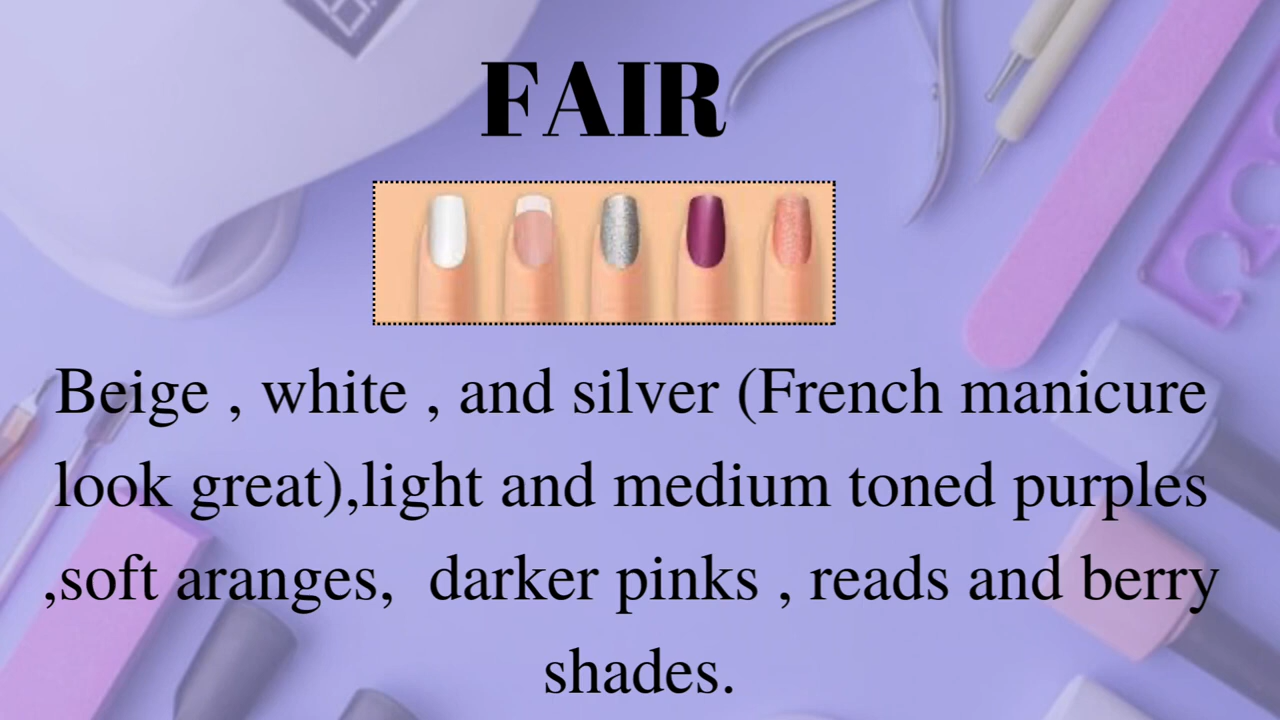 FAIR
Beige , white , and silver (French manicure
look great),light and medium toned purples
,soft aranges,  darker pinks , reads and berry
shades.